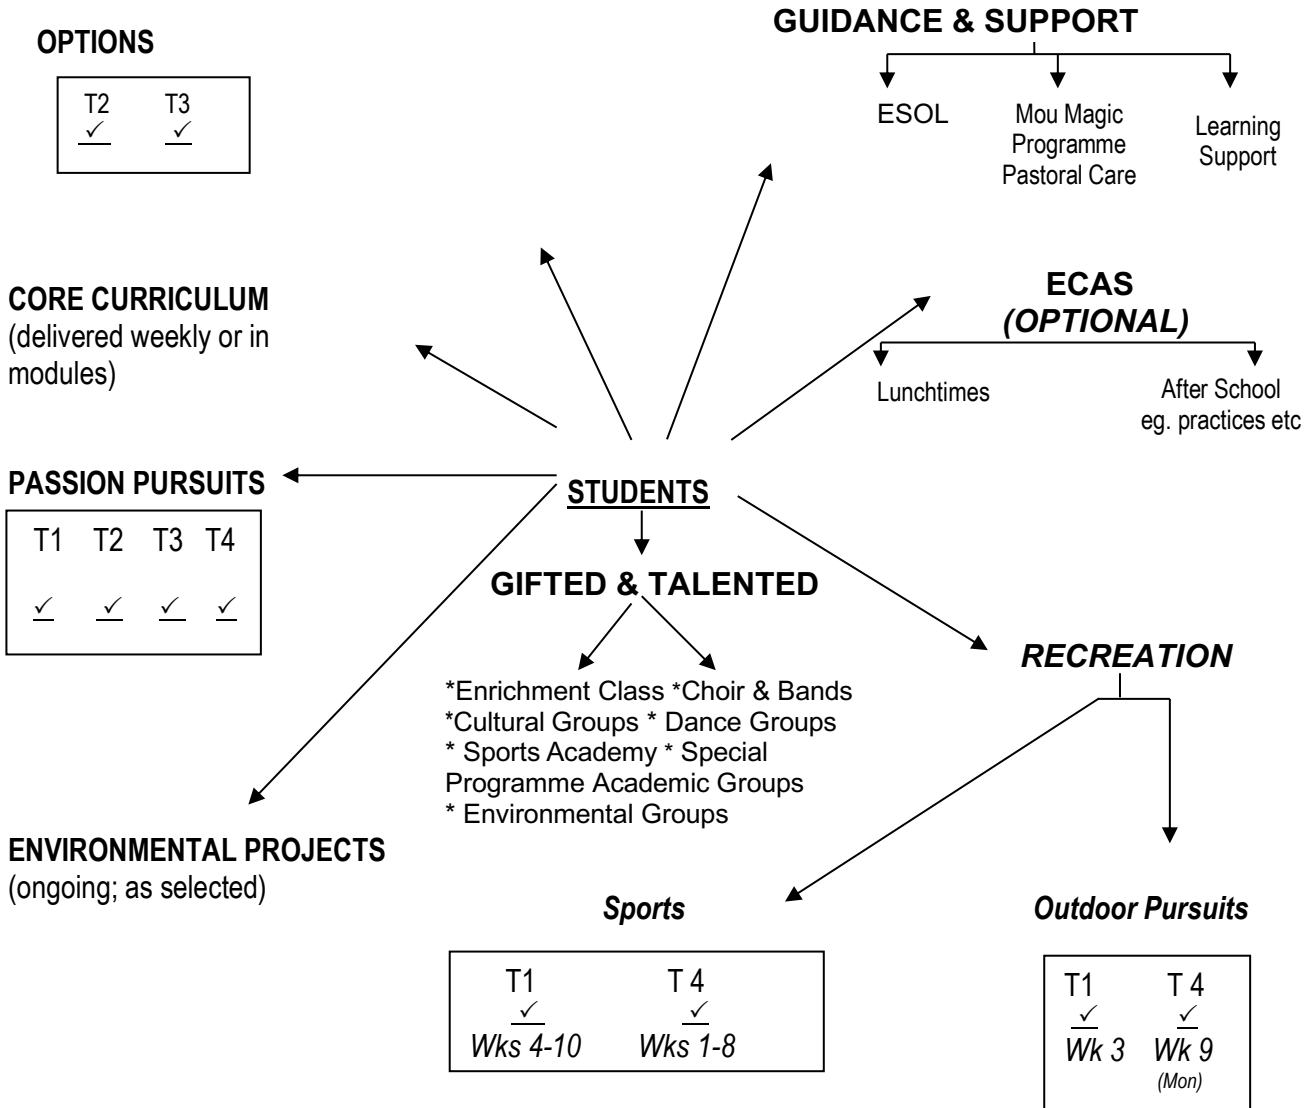 OPTIONS
T2 T3
✓ ✓
GUIDANCE & SUPPORT
ESOL
Mou Magic
Programme
Pastoral Care
Learning
Support
CORE CURRICULUM
(delivered weekly or in
modules)
ECAS
(OPTIONAL)
Lunchtimes
After School
eg. practices etc
PASSION PURSUITS
T1 T2 T3 T4
✓ ✓ ✓ ✓
STUDENTS
GIFTED & TALENTED
*Enrichment Class *Choir & Bands
*Cultural Groups * Dance Groups
* Sports Academy * Special
Programme Academic Groups
* Environmental Groups
RECREATION
ENVIRONMENTAL PROJECTS
(ongoing; as selected)
Sports
T1 T 4
✓ ✓
Wks 4-10 Wks 1-8
Outdoor Pursuits
T1 T 4
✓ ✓
Wk 3 Wk 9
(Mon)